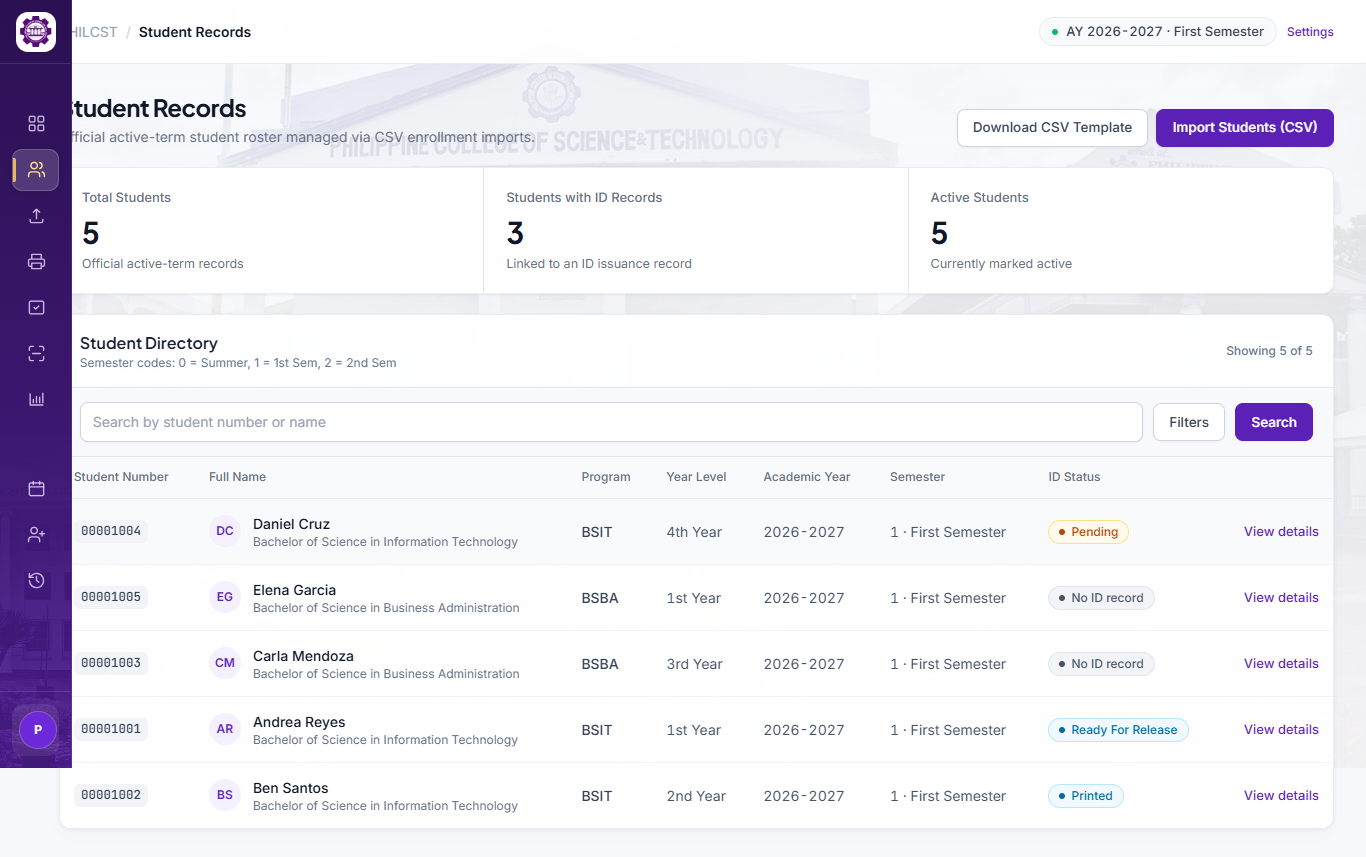 HILCST / Student Records
AY 2026-2027 · First Semester
Settings
Student Records
fficial active-term student roster managed via CSV enrollment imports.
PHILIPPINE COLLEGE OF SCIENCE & TECHNOLOGY
Download CSV Template
Import Students (CSV)
Total Students
5
Official active-term records
Students with ID Records
3
Linked to an ID issuance record
Active Students
5
Currently marked active
Student Directory
Semester codes: 0 = Summer, 1 = 1st Sem, 2 = 2nd Sem
Showing 5 of 5
Search by student number or name
Filters
Search
Student Number Full Name Program Year Level Academic Year Semester ID Status
00001004 DC Daniel Cruz BSIT 4th Year 2026-2027 1 · First Semester Pending View details
Bachelor of Science in Information Technology
00001005 EG Elena Garcia BSBA 1st Year 2026-2027 1 · First Semester No ID record View details
Bachelor of Science in Business Administration
00001003 CM Carla Mendoza BSBA 3rd Year 2026-2027 1 · First Semester No ID record View details
Bachelor of Science in Business Administration
00001001 AR Andrea Reyes BSIT 1st Year 2026-2027 1 · First Semester Ready For Release View details
Bachelor of Science in Information Technology
P
00001002 BS Ben Santos BSIT 2nd Year 2026-2027 1 · First Semester Printed View details
Bachelor of Science in Information Technology